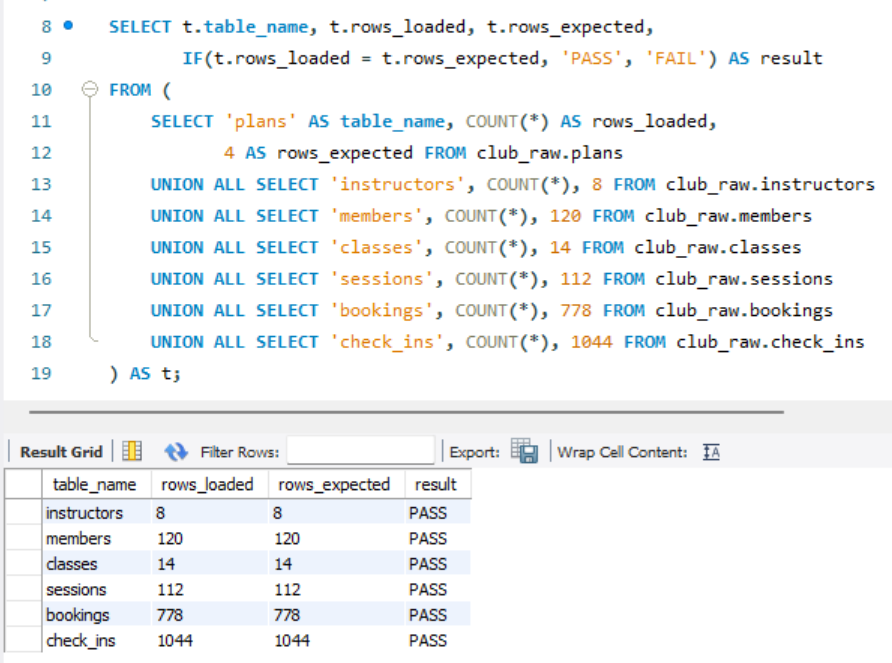 8 SELECT t.table_name, t.rows_loaded, t.rows_expected,
9 IF(t.rows_loaded = t.rows_expected, 'PASS', 'FAIL') AS result
10 FROM (
11 SELECT 'plans' AS table_name, COUNT(*) AS rows_loaded,
12 4 AS rows_expected FROM club_raw.plans
13 UNION ALL SELECT 'instructors', COUNT(*), 8 FROM club_raw.instructors
14 UNION ALL SELECT 'members', COUNT(*), 120 FROM club_raw.members
15 UNION ALL SELECT 'classes', COUNT(*), 14 FROM club_raw.classes
16 UNION ALL SELECT 'sessions', COUNT(*), 112 FROM club_raw.sessions
17 UNION ALL SELECT 'bookings', COUNT(*), 778 FROM club_raw.bookings
18 UNION ALL SELECT 'check_ins', COUNT(*), 1044 FROM club_raw.check_ins
19 ) AS t;
Result Grid Filter Rows: Export: Wrap Cell Content:
table_name rows_loaded rows_expected result
instructors 8 8 PASS
members 120 120 PASS
classes 14 14 PASS
sessions 112 112 PASS
bookings 778 778 PASS
check_ins 1044 1044 PASS